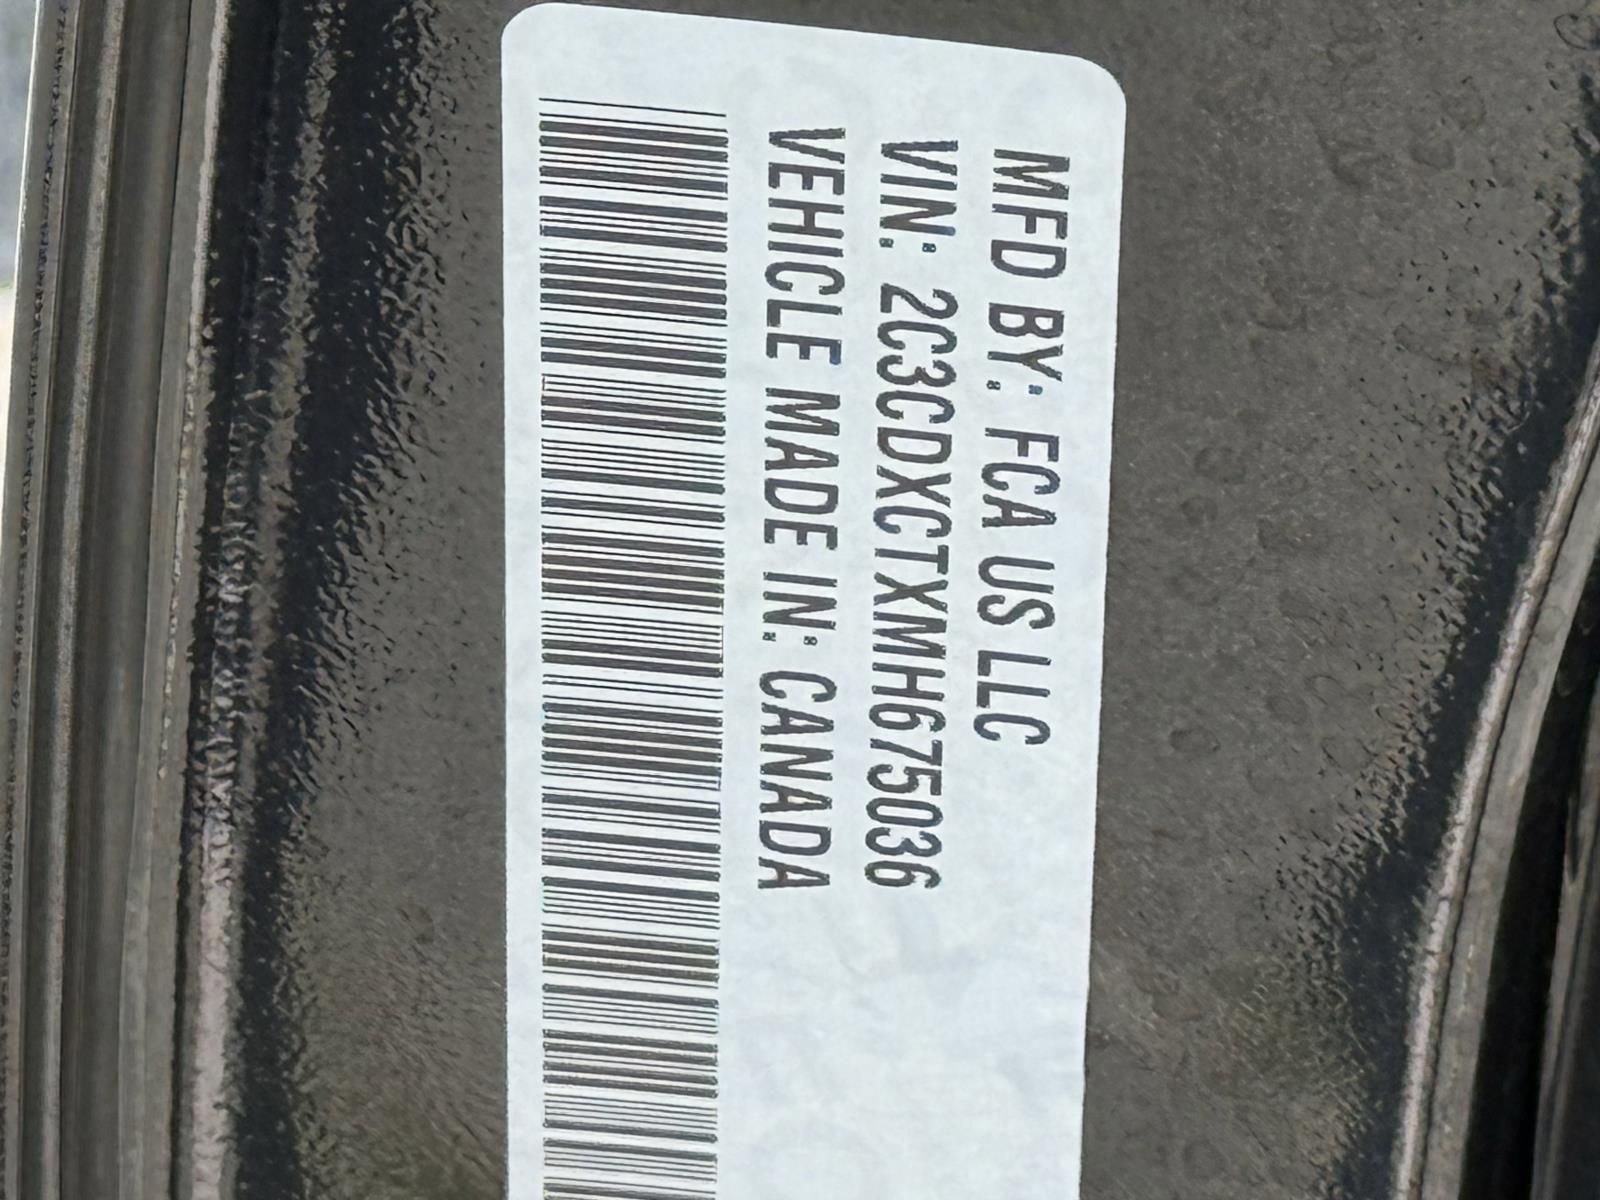 MFD BY: FCA US LLC
VIN: 2C3CDXCTXMH675036
VEHICLE MADE IN: CANADA